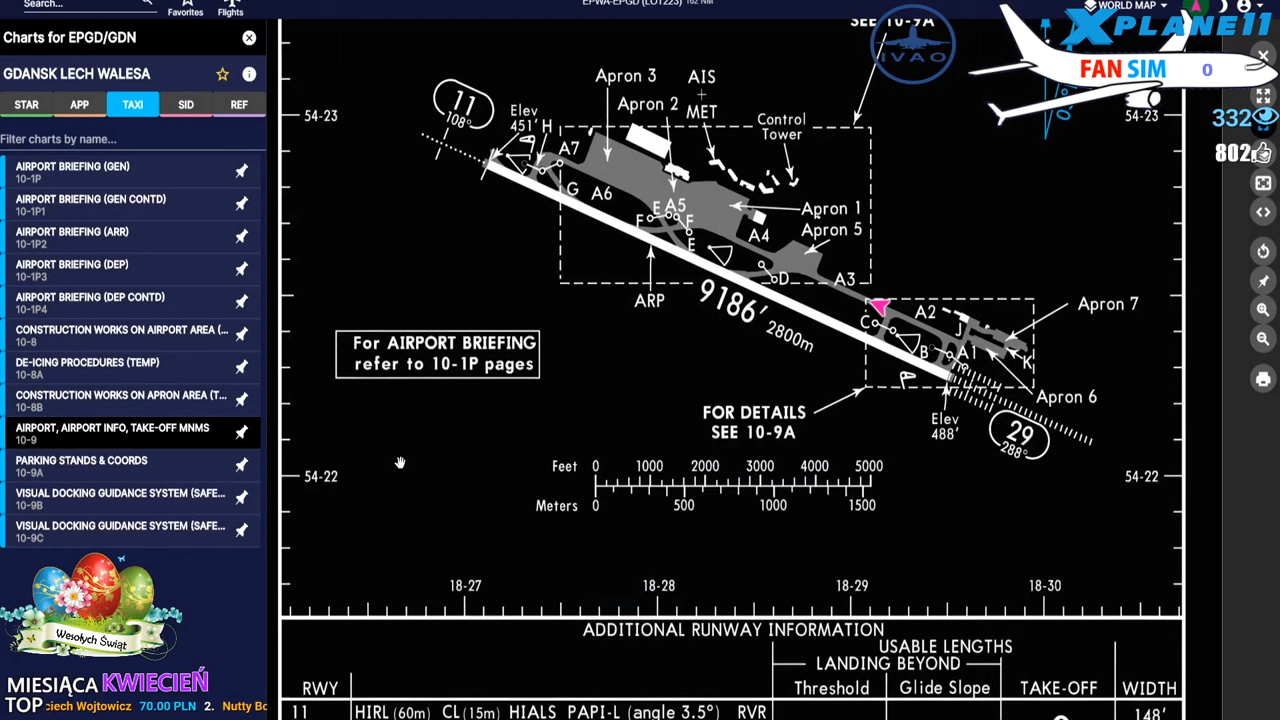 Search...
Favorites
Flights
EPWA-EPGD (LOT223) 162 NM
WORLD MAP
Charts for EPGD/GDN
GDANSK LECH WALESA
STAR
APP
TAXI
SID
REF
Filter charts by name...
AIRPORT BRIEFING (GEN)
10-1P
AIRPORT BRIEFING (GEN CONTD)
10-1P1
AIRPORT BRIEFING (ARR)
10-1P2
AIRPORT BRIEFING (DEP)
10-1P3
AIRPORT BRIEFING (DEP CONTD)
10-1P4
CONSTRUCTION WORKS ON AIRPORT AREA (...
10-8
DE-ICING PROCEDURES (TEMP)
10-8A
CONSTRUCTION WORKS ON APRON AREA (T...
10-8B
AIRPORT, AIRPORT INFO, TAKE-OFF MNMS
10-9
PARKING STANDS & COORDS
10-9A
VISUAL DOCKING GUIDANCE SYSTEM (SAFE...
10-9B
VISUAL DOCKING GUIDANCE SYSTEM (SAFE...
10-9C
Wesołych Świąt
MIESIĄCA KWIECIEŃ
TOP
ciech Wojtowicz 70.00 PLN 2. Nutty Bo
SEE 10-9A
IVAO
XPLANE11
FAN SIM 0
332
802
54-23
54-23
11
108°
Elev
451'
H
A7
G
A6
Apron 3
Apron 2
AIS
+
MET
Control
Tower
E
A5
F
F
E
A4
Apron 1
Apron 5
D
A3
ARP
9186' 2800m
C
A2
J
Apron 7
B
A1
K
Apron 6
Elev
488'
29
288°
For AIRPORT BRIEFING
refer to 10-1P pages
FOR DETAILS
SEE 10-9A
Feet 0 1000 2000 3000 4000 5000
Meters 0 500 1000 1500
54-22
54-22
18-27
18-28
18-29
18-30
ADDITIONAL RUNWAY INFORMATION
USABLE LENGTHS
LANDING BEYOND
RWY
Threshold
Glide Slope
TAKE-OFF
WIDTH
11
HIRL (60m) CL (15m) HIALS PAPI-L (angle 3.5°) RVR
148'